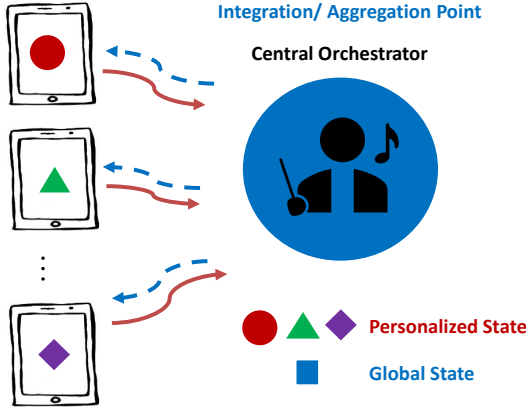 Integration/ Aggregation Point
Central Orchestrator
Personalized State
Global State